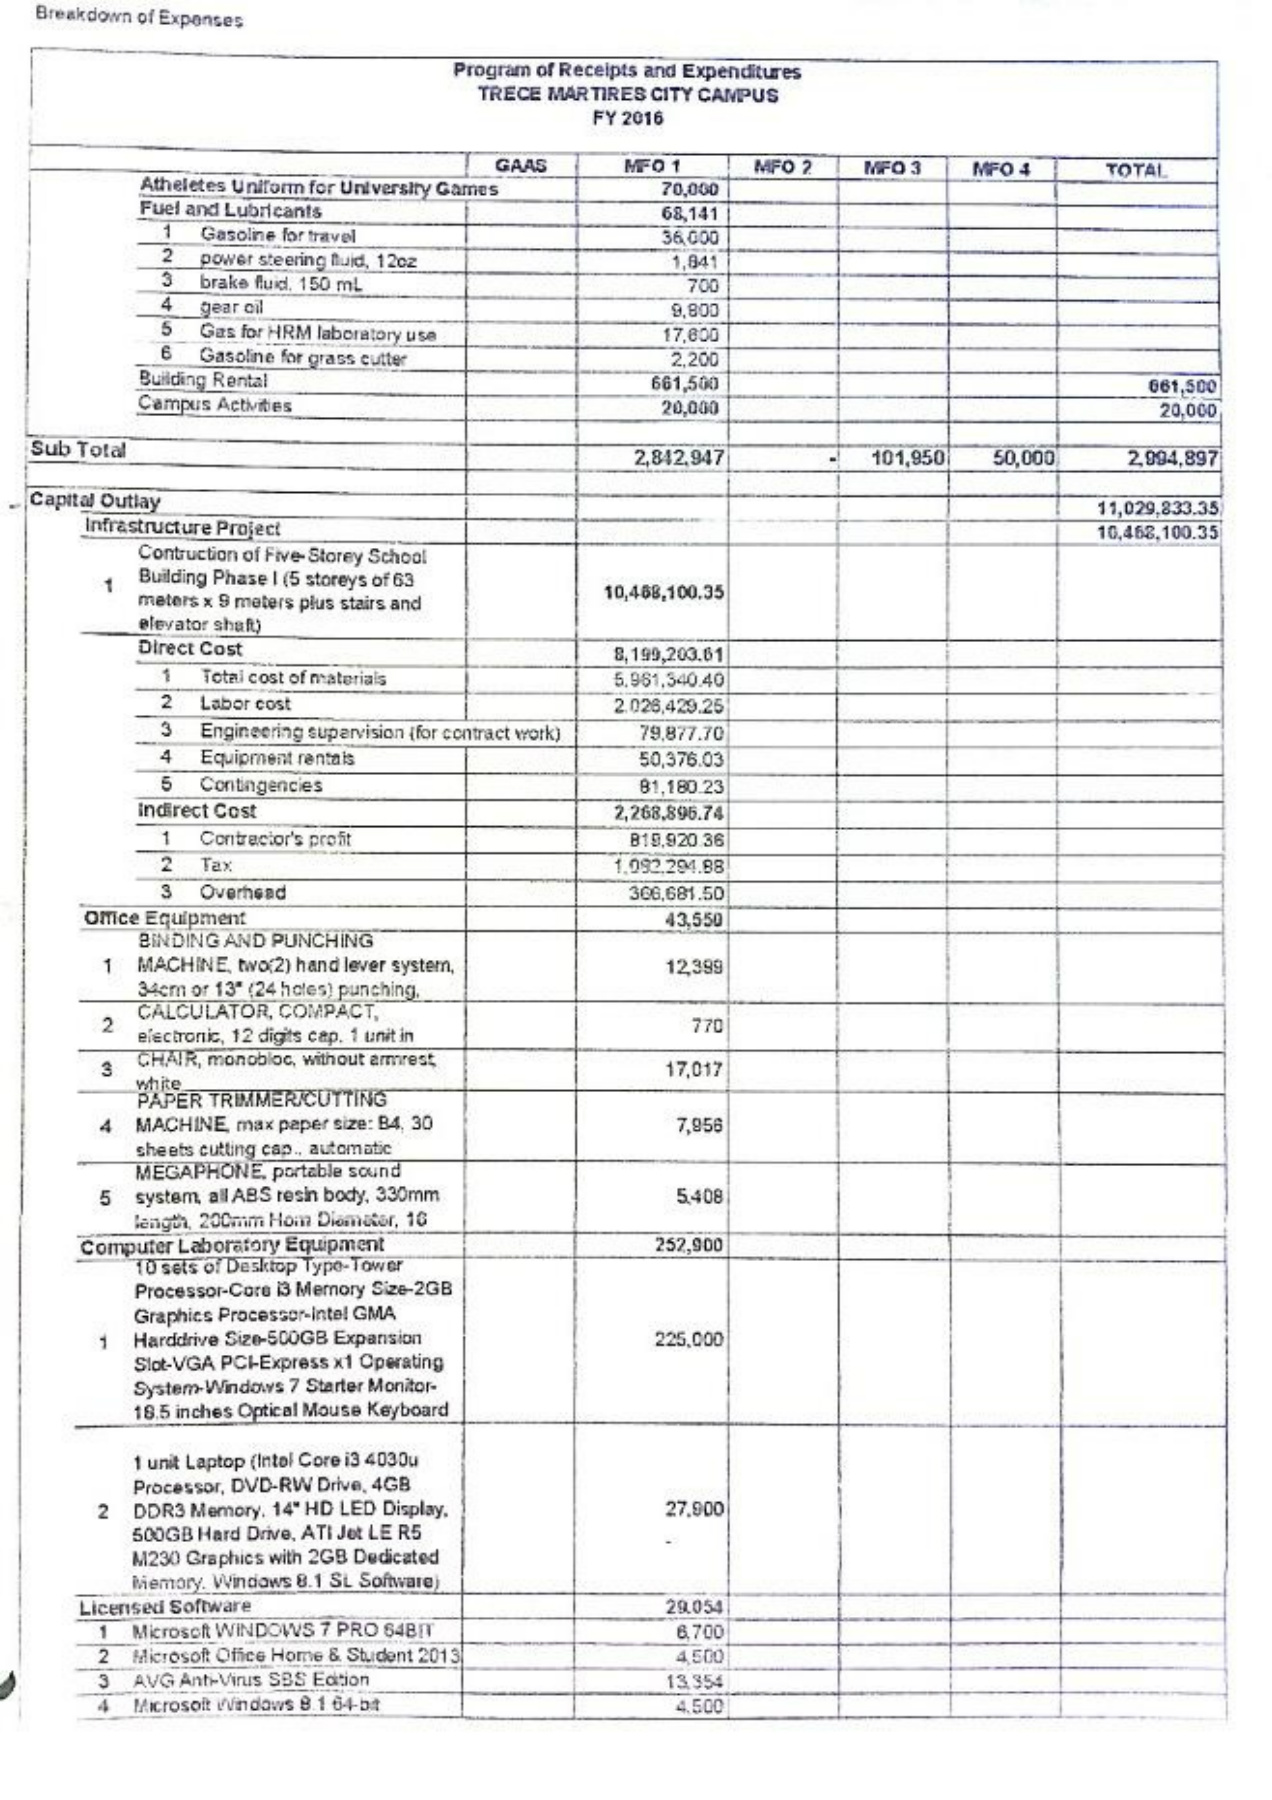 Breakdown of Expenses
Program of Receipts and Expenditures
TRECE MARTIRES CITY CAMPUS
FY 2016
GAAS MFO 1 MFO 2 MFO 3 MFO 4 TOTAL
Atheletes Uniform for University Games 70,000
Fuel and Lubricants 68,141
1 Gasoline for travel 36,000
2 power steering fluid, 12oz 1,841
3 brake fluid, 150 mL 700
4 gear oil 9,800
5 Gas for HRM laboratory use 17,600
6 Gasoline for grass cutter 2,200
Building Rental 661,500 661,500
Campus Activities 20,000 20,000
Sub Total 2,842,947 - 101,950 50,000 2,994,897
Capital Outlay 11,029,833.35
Infrastructure Project 10,468,100.35
Contruction of Five-Storey School
1 Building Phase I (5 storeys of 63 10,468,100.35
meters x 9 meters plus stairs and
elevator shaft)
Direct Cost 8,199,203.61
1 Total cost of materials 5,961,340.40
2 Labor cost 2,026,429.25
3 Engineering supervision (for contract work) 79,877.70
4 Equipment rentals 50,376.03
5 Contingencies 81,180.23
Indirect Cost 2,268,896.74
1 Contractor's profit 819,920.36
2 Tax 1,082,294.88
3 Overhead 366,681.50
Office Equipment 43,550
BINDING AND PUNCHING
1 MACHINE, two(2) hand lever system, 12,399
34cm or 13" (24 holes) punching,
CALCULATOR, COMPACT,
2 electronic, 12 digits cap. 1 unit in 770
CHAIR, monobloc, without armrest,
3 white 17,017
PAPER TRIMMER/CUTTING
4 MACHINE, max paper size: B4, 30 7,956
sheets cutting cap., automatic
MEGAPHONE, portable sound
5 system, all ABS resin body, 330mm 5,408
length, 200mm Horn Diameter, 16
Computer Laboratory Equipment 252,900
10 sets of Desktop Type-Tower
Processor-Core i3 Memory Size-2GB
Graphics Processor-Intel GMA
1 Harddrive Size-500GB Expansion 225,000
Slot-VGA PCI-Express x1 Operating
System-Windows 7 Starter Monitor-
18.5 inches Optical Mouse Keyboard
1 unit Laptop (Intel Core i3 4030u
Processor, DVD-RW Drive, 4GB
2 DDR3 Memory, 14" HD LED Display, 27,900
500GB Hard Drive, ATI Jet LE R5 -
M230 Graphics with 2GB Dedicated
Memory, Windows 8.1 SL Software)
Licensed Software 29,054
1 Microsoft WINDOWS 7 PRO 64BIT 6,700
2 Microsoft Office Home & Student 2013 4,500
3 AVG Anti-Virus SBS Edition 13,354
4 Microsoft Windows 8.1 64-bit 4,500